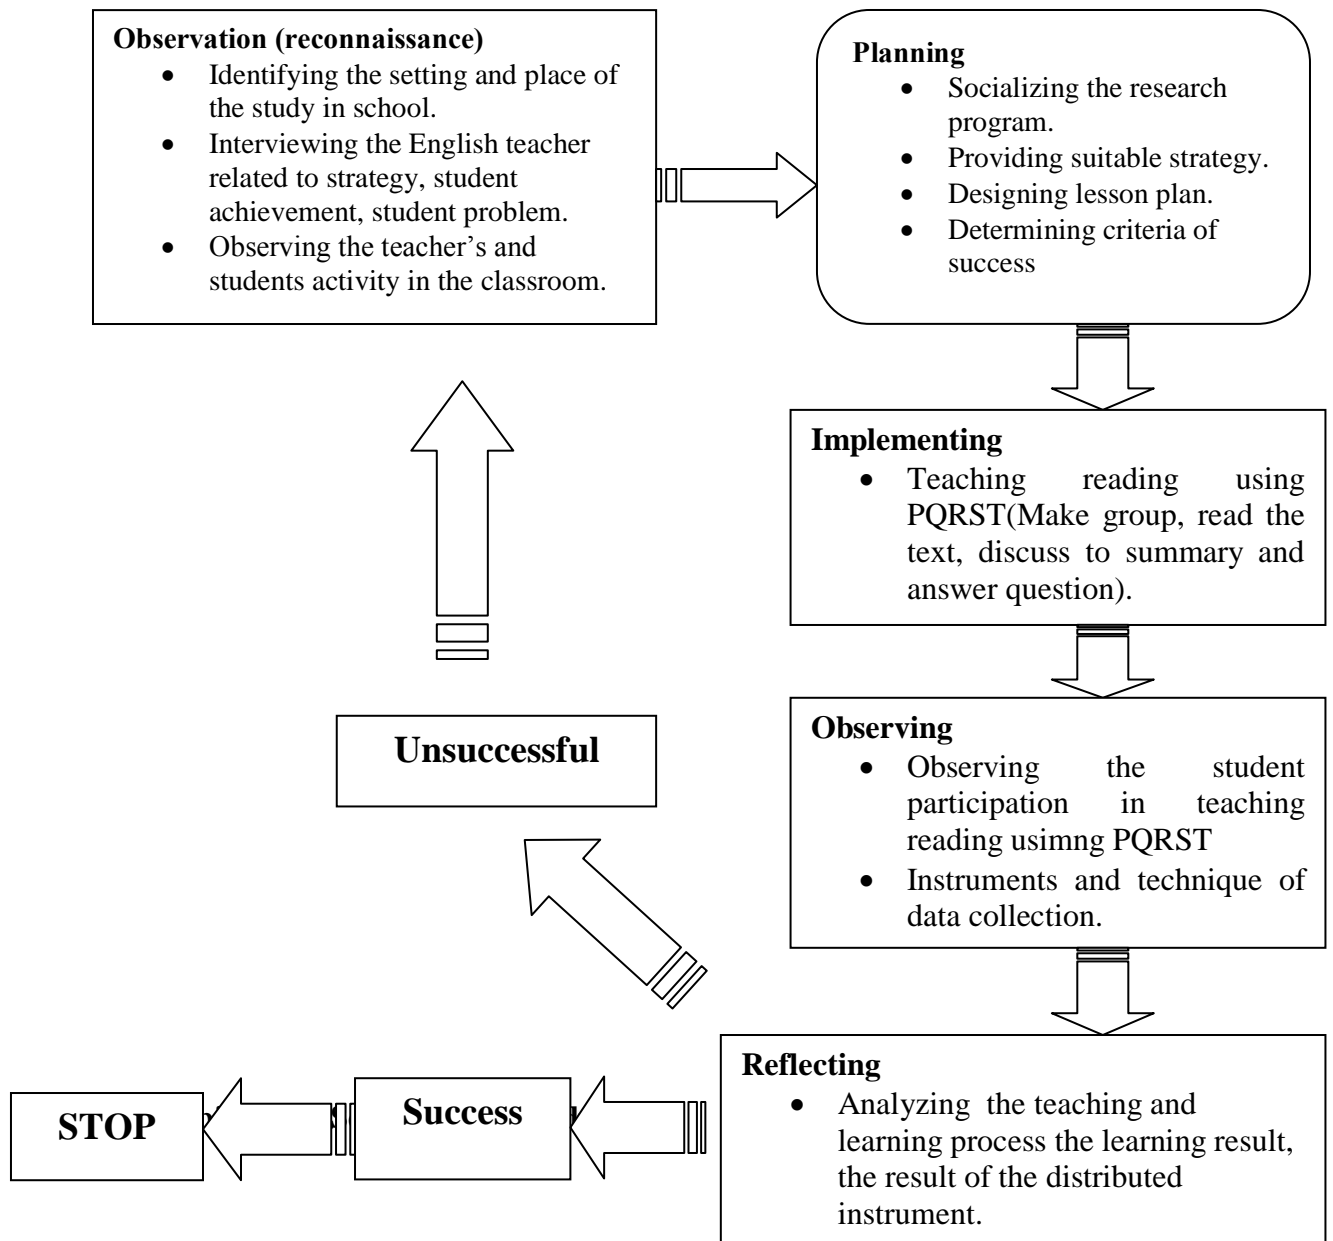 Observation (reconnaissance)
• Identifying the setting and place of
the study in school.
• Interviewing the English teacher
related to strategy, student
achievement, student problem.
• Observing the teacher’s and
students activity in the classroom.
Planning
• Socializing the research
program.
• Providing suitable strategy.
• Designing lesson plan.
• Determining criteria of
success
Implementing
• Teaching reading using
PQRST(Make group, read the
text, discuss to summary and
answer question).
Unsuccessful
Observing
• Observing the student
participation in teaching
reading usimng PQRST
• Instruments and technique of
data collection.
Reflecting
• Analyzing the teaching and
learning process the learning result,
the result of the distributed
instrument.
Success
STOP